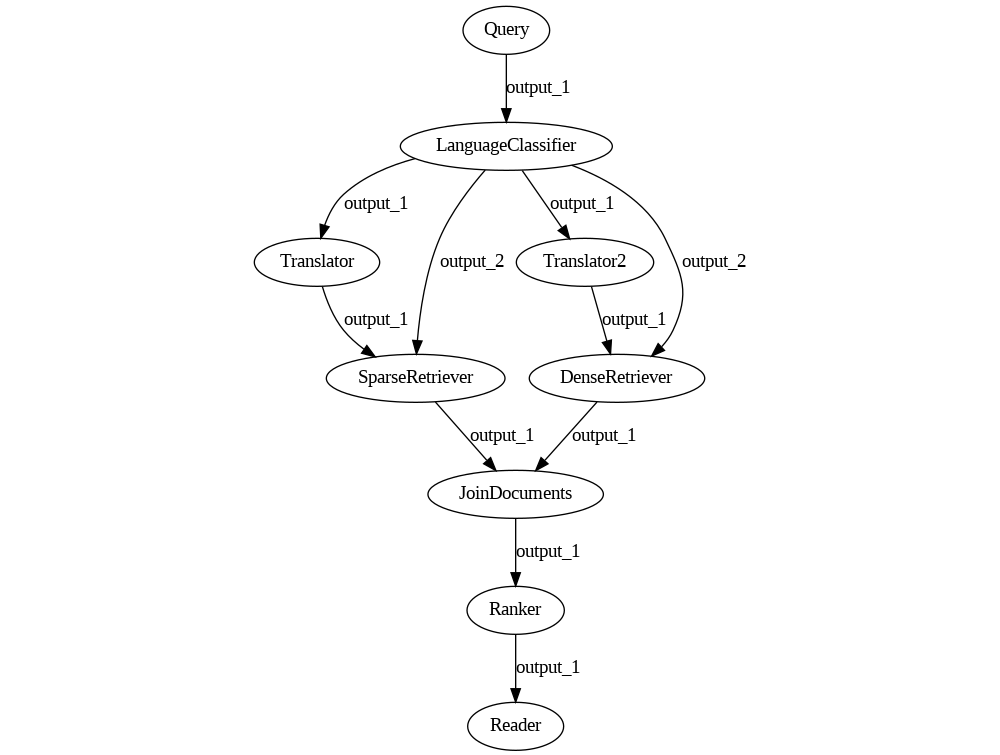 Query
output_1
LanguageClassifier
output_1
output_1
Translator
output_2
Translator2
output_2
output_1
output_1
SparseRetriever
DenseRetriever
output_1
output_1
JoinDocuments
output_1
Ranker
output_1
Reader